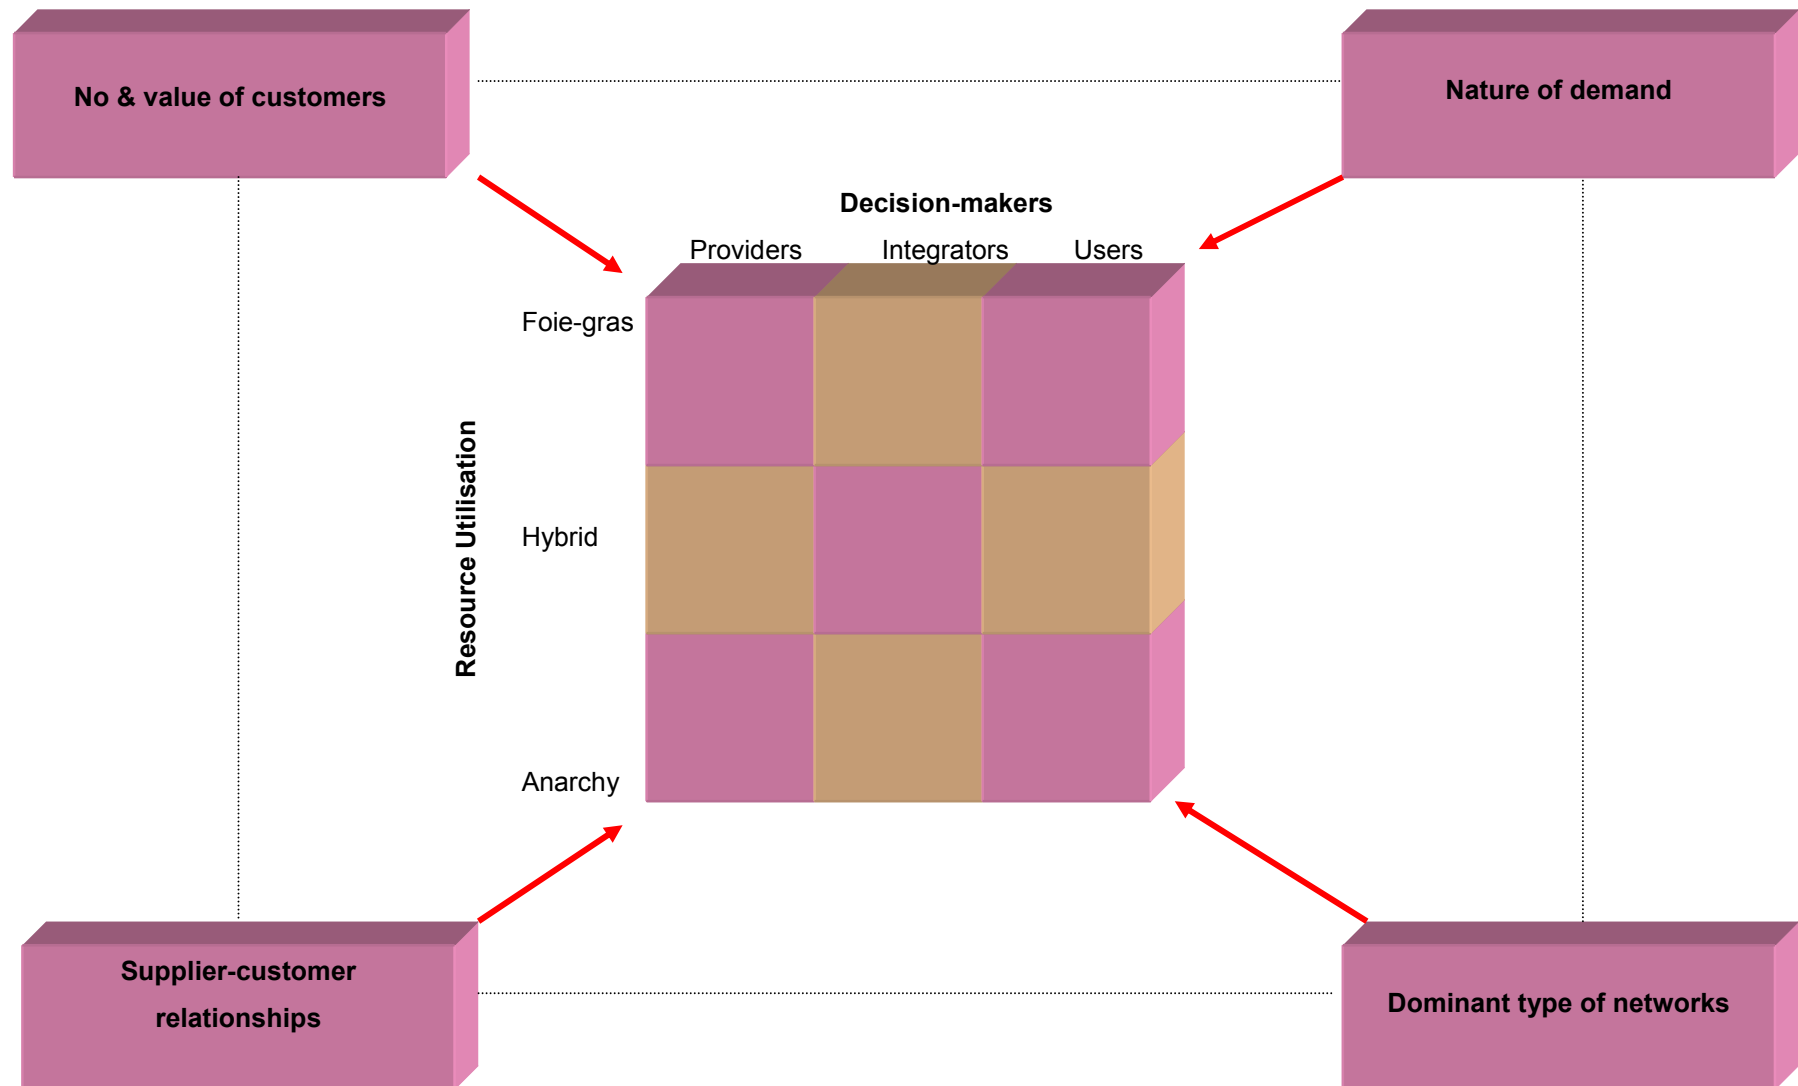 No & value of customers
Nature of demand
Decision-makers
Providers Integrators Users
Foie-gras
Resource Utilisation
Hybrid
Anarchy
Supplier-customer
relationships
Dominant type of networks